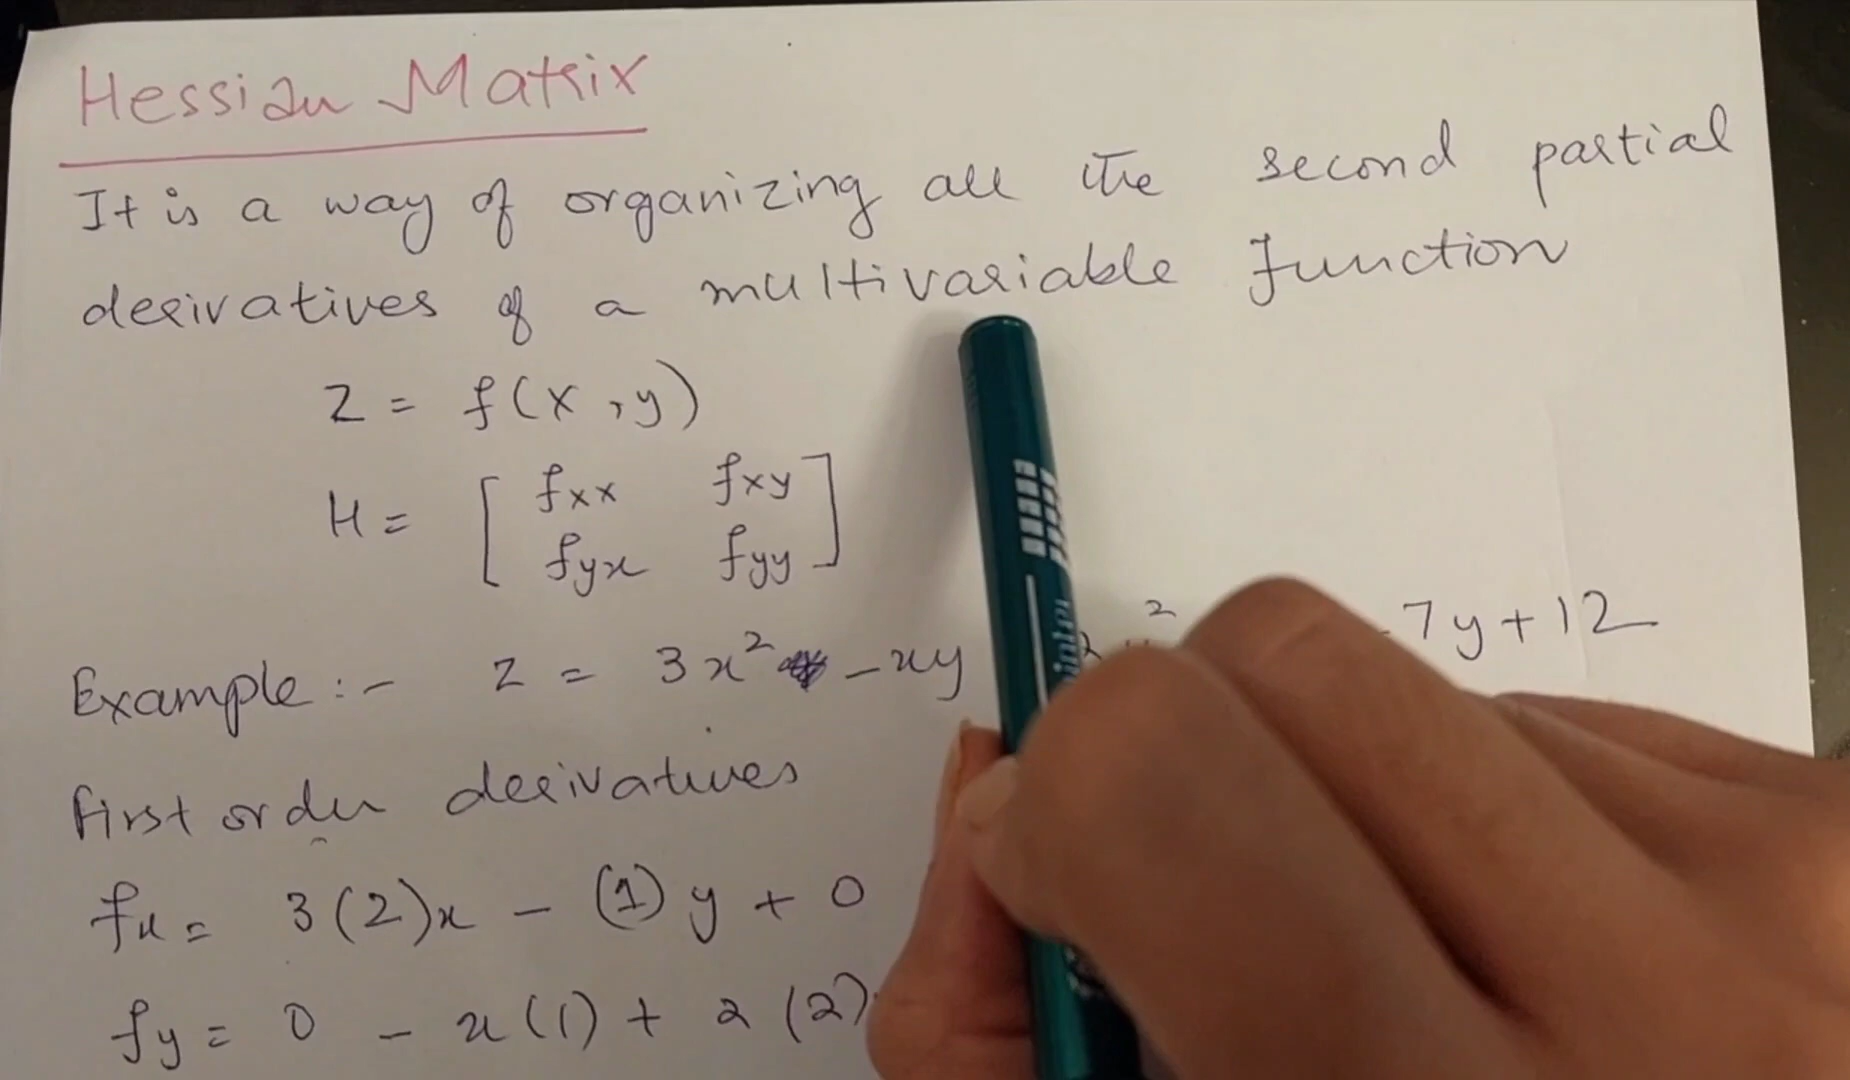 Hessian Matrix
It is a way of organizing all the second partial
derivatives of a multivariable function
Z = f(x,y)
H = [ fxx fxy
fyx fyy ]
Example :- z = 3x² - xy 2 - 7y + 12
first order derivatives
fx = 3(2)x - (1)y + 0
fy = 0 - x(1) + 2(2)